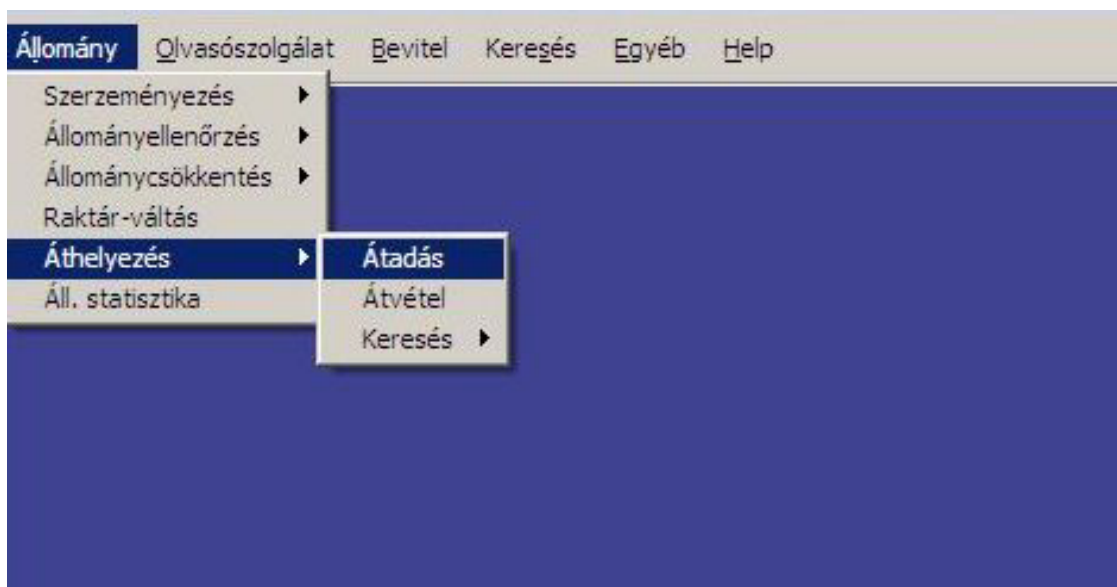 Állomány Olvasószolgálat Bevitel Keresés Egyéb Help
Szerzeményezés
Állományellenőrzés
Állománycsökkentés
Raktár-váltás
Áthelyezés
Áll. statisztika
Átadás
Átvétel
Keresés